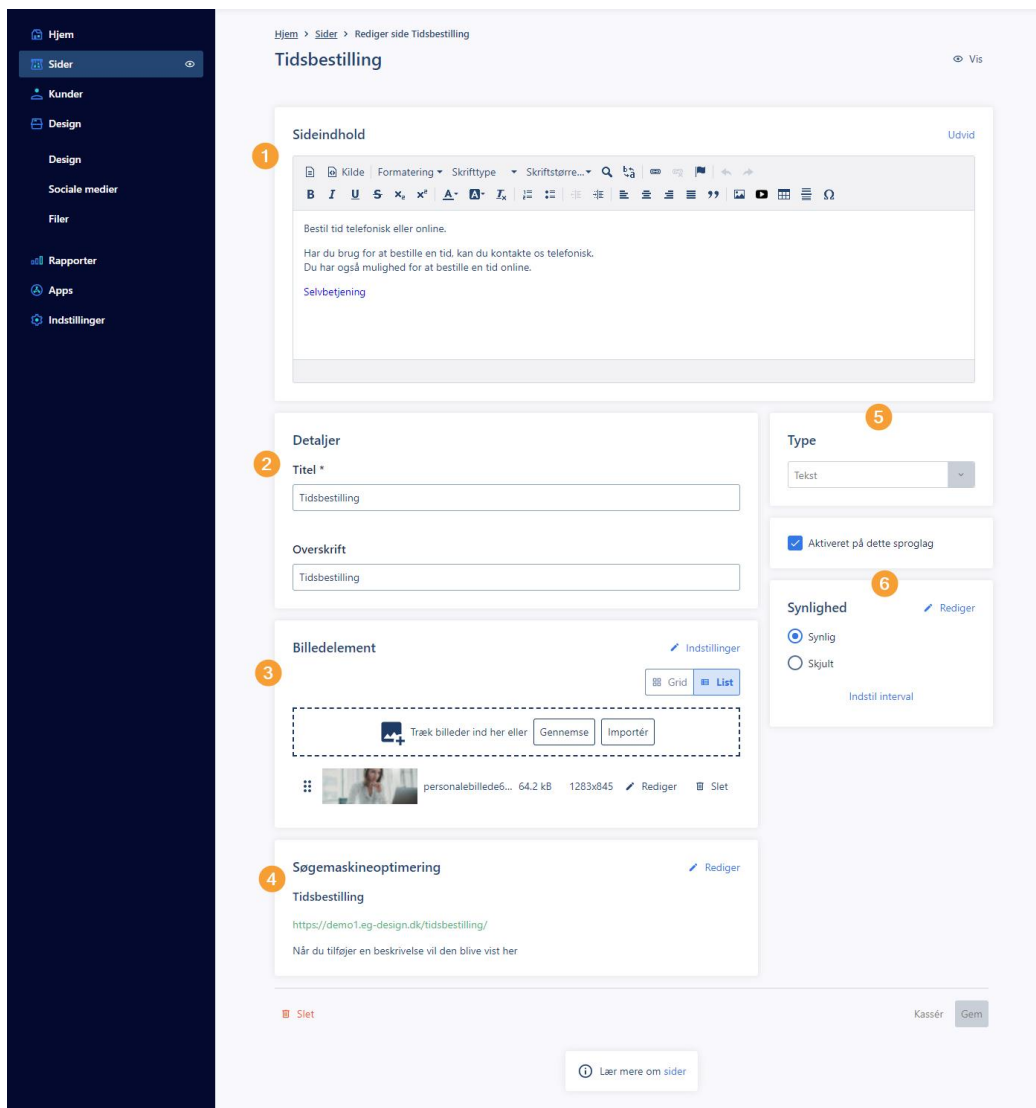 Hjem
Sider
Kunder
Design
Design
Sociale medier
Filer
Rapporter
Apps
Indstillinger
Hjem > Sider > Rediger side Tidsbestilling
Tidsbestilling
Vis
1
Sideindhold
Udvid
Kilde Formatering Skrifttype Skriftstørre...
B I U S x₂ x² A A Tx
Bestil tid telefonisk eller online.
Har du brug for at bestille en tid, kan du kontakte os telefonisk.
Du har også mulighed for at bestille en tid online.
Selvbetjening
2
Detaljer
Titel *
Tidsbestilling
Overskrift
Tidsbestilling
5
Type
Tekst
Aktiveret på dette sproglag
6
Synlighed
Rediger
Synlig
Skjult
Indstil interval
3
Billedelement
Indstillinger
Grid List
Træk billeder ind her eller Gennemse Importér
personalebillede6... 64.2 kB 1283x845 Rediger Slet
4
Søgemaskineoptimering
Rediger
Tidsbestilling
https://demo1.eg-design.dk/tidsbestilling/
Når du tilføjer en beskrivelse vil den blive vist her
Slet
Kassér Gem
Lær mere om sider